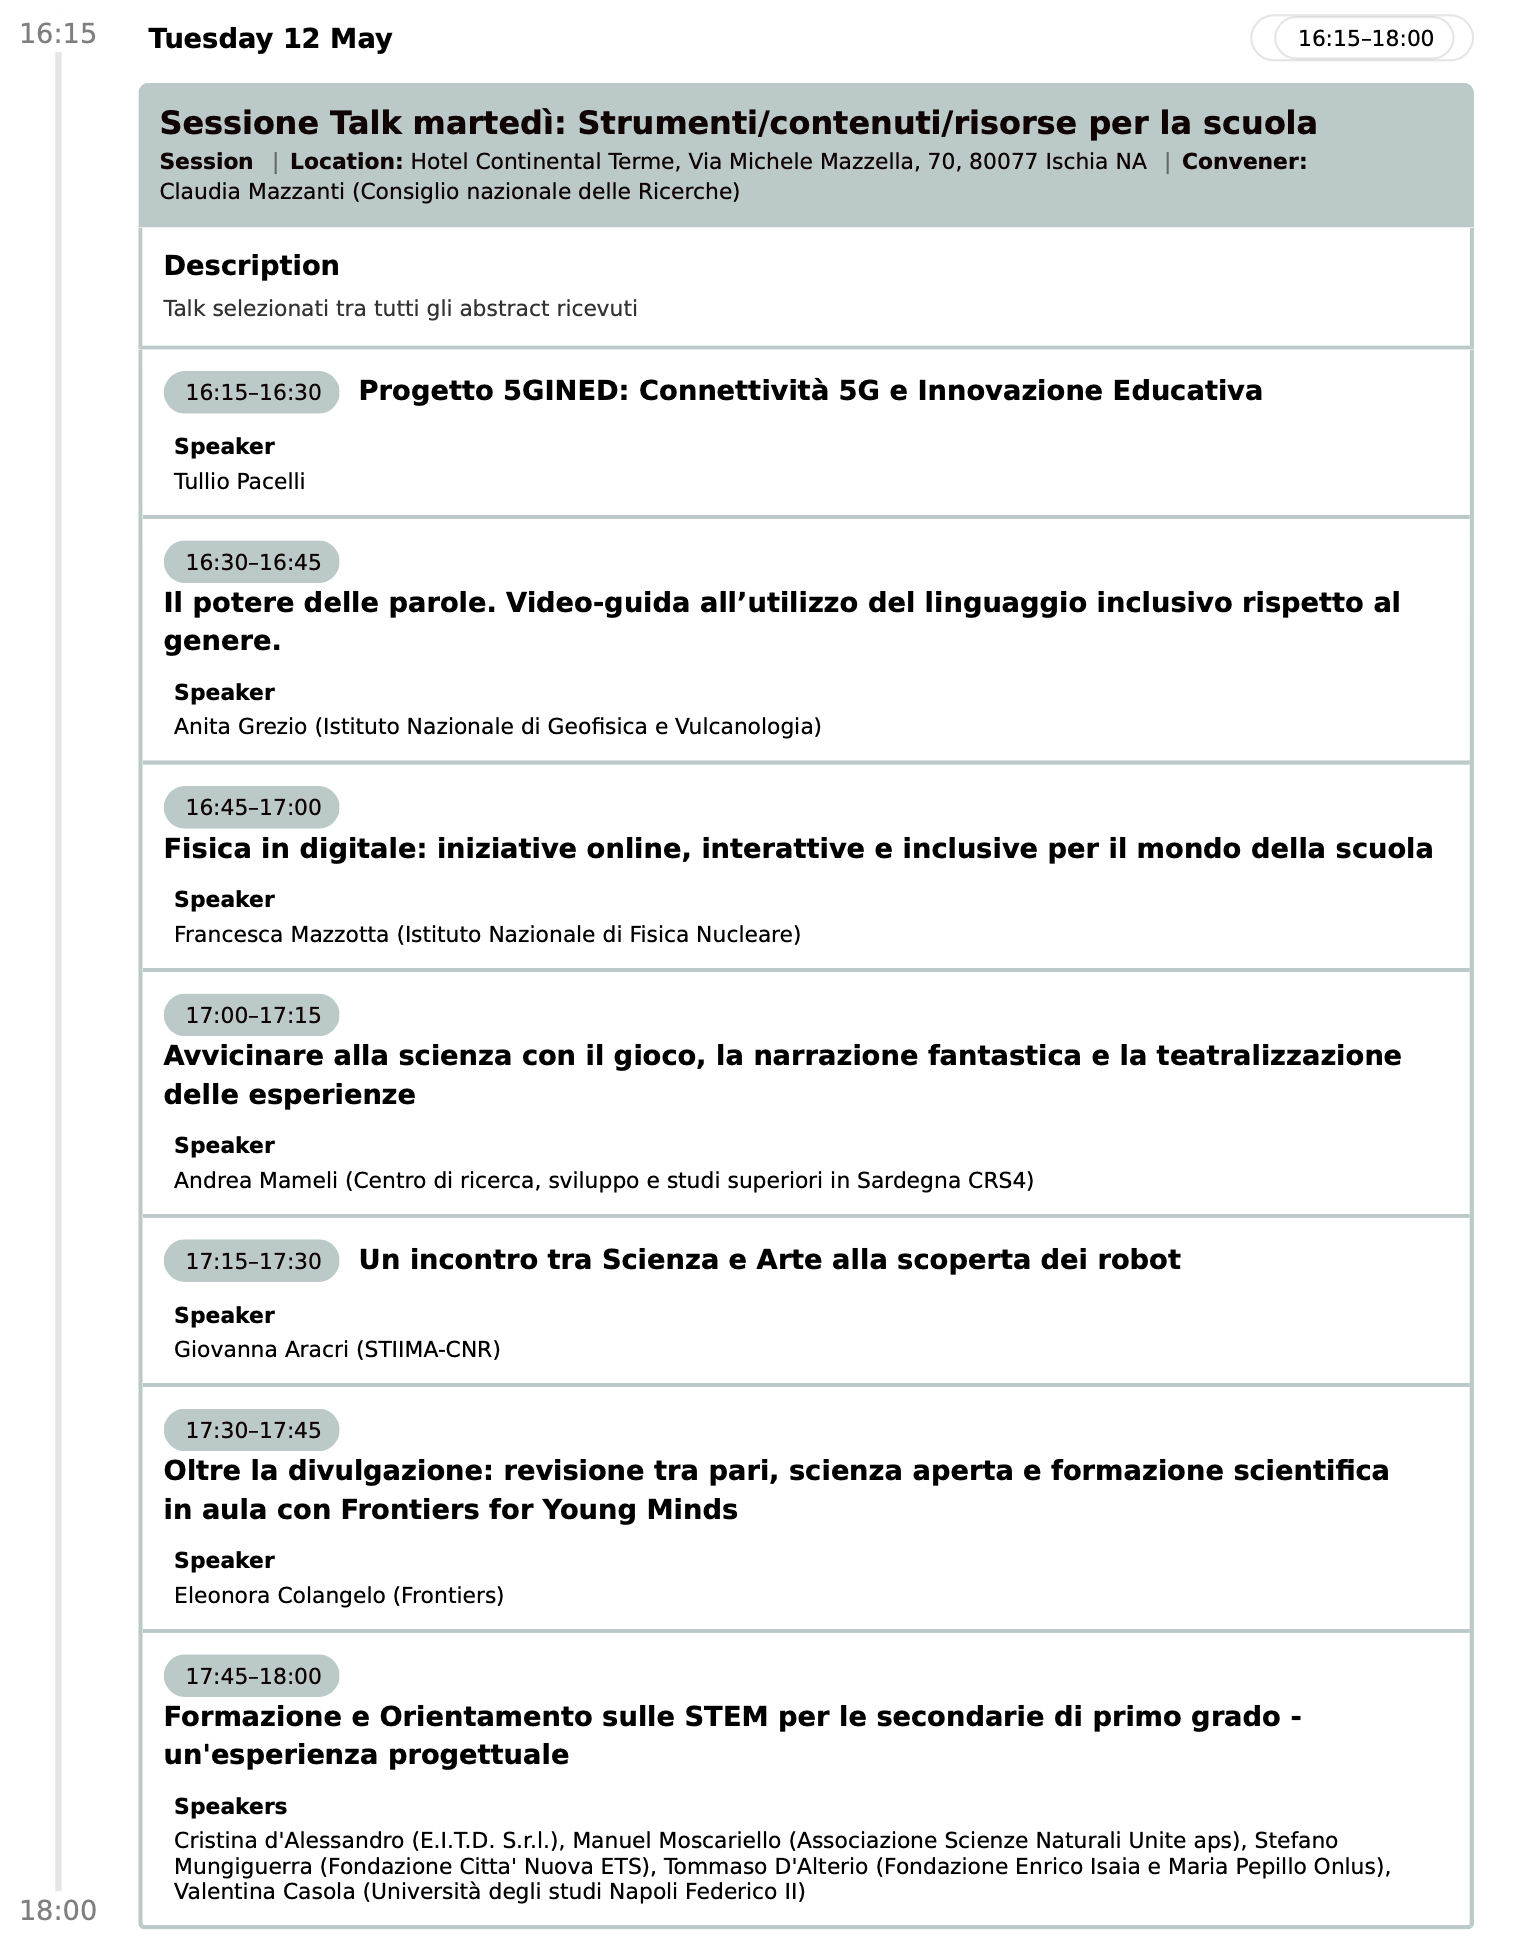 16:15
Tuesday 12 May
16:15–18:00
Sessione Talk martedì: Strumenti/contenuti/risorse per la scuola
Session | Location: Hotel Continental Terme, Via Michele Mazzella, 70, 80077 Ischia NA | Convener:
Claudia Mazzanti (Consiglio nazionale delle Ricerche)
Description
Talk selezionati tra tutti gli abstract ricevuti
16:15–16:30 Progetto 5GINED: Connettività 5G e Innovazione Educativa
Speaker
Tullio Pacelli
16:30–16:45
Il potere delle parole. Video-guida all’utilizzo del linguaggio inclusivo rispetto al
genere.
Speaker
Anita Grezio (Istituto Nazionale di Geofisica e Vulcanologia)
16:45–17:00
Fisica in digitale: iniziative online, interattive e inclusive per il mondo della scuola
Speaker
Francesca Mazzotta (Istituto Nazionale di Fisica Nucleare)
17:00–17:15
Avvicinare alla scienza con il gioco, la narrazione fantastica e la teatralizzazione
delle esperienze
Speaker
Andrea Mameli (Centro di ricerca, sviluppo e studi superiori in Sardegna CRS4)
17:15–17:30 Un incontro tra Scienza e Arte alla scoperta dei robot
Speaker
Giovanna Aracri (STIIMA-CNR)
17:30–17:45
Oltre la divulgazione: revisione tra pari, scienza aperta e formazione scientifica
in aula con Frontiers for Young Minds
Speaker
Eleonora Colangelo (Frontiers)
17:45–18:00
Formazione e Orientamento sulle STEM per le secondarie di primo grado -
un'esperienza progettuale
Speakers
Cristina d'Alessandro (E.I.T.D. S.r.l.), Manuel Moscariello (Associazione Scienze Naturali Unite aps), Stefano
Mungiguerra (Fondazione Citta' Nuova ETS), Tommaso D'Alterio (Fondazione Enrico Isaia e Maria Pepillo Onlus),
Valentina Casola (Università degli studi Napoli Federico II)
18:00